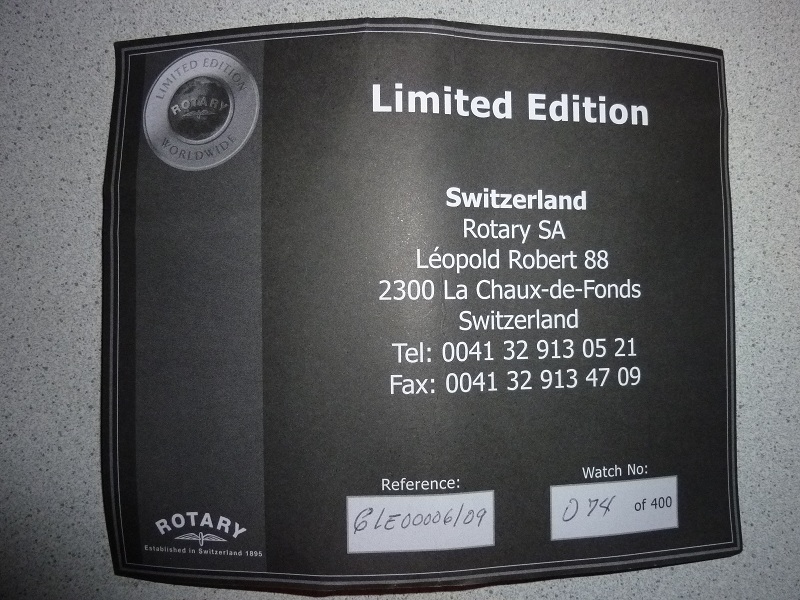 LIMITED EDITION
ROTARY
WORLDWIDE
Limited Edition
Switzerland
Rotary SA
Léopold Robert 88
2300 La Chaux-de-Fonds
Switzerland
Tel: 0041 32 913 05 21
Fax: 0041 32 913 47 09
Reference:
GLE00006/09
Watch No:
074 of 400
ROTARY
Established in Switzerland 1895